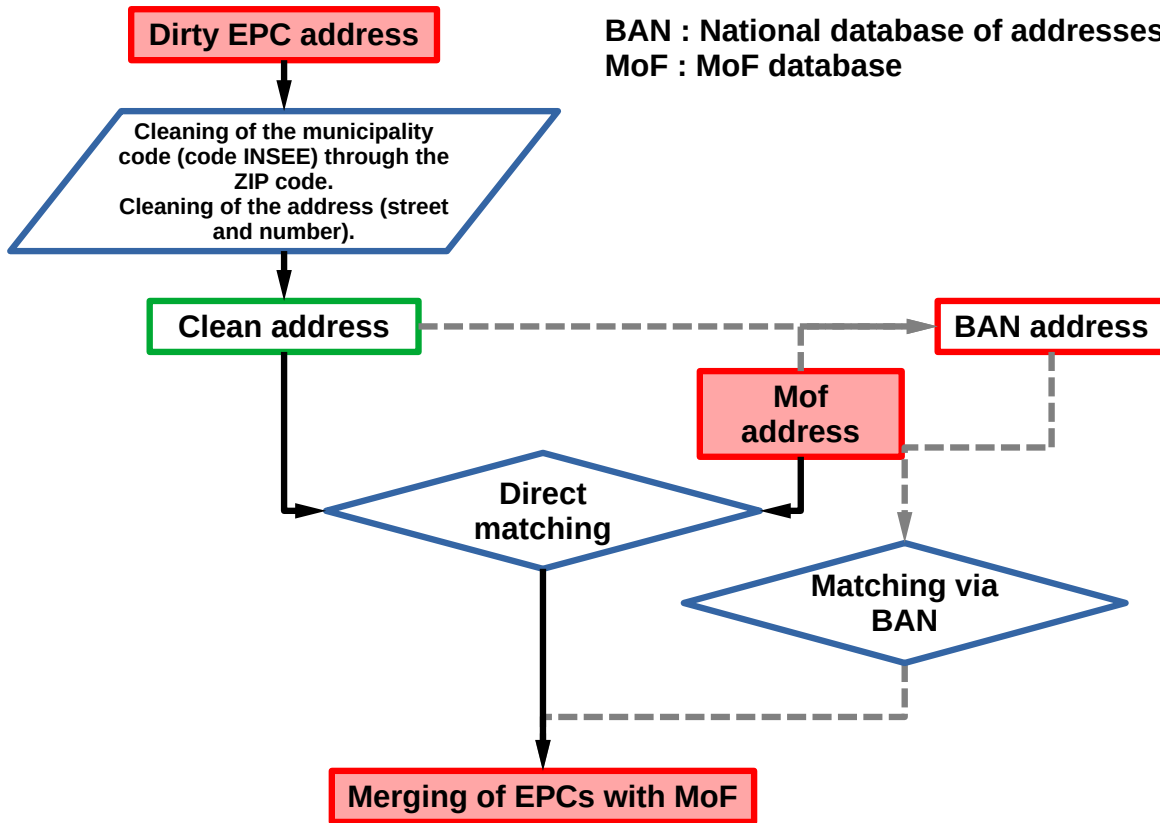 Dirty EPC address
BAN : National database of addresses
MoF : MoF database
Cleaning of the municipality
code (code INSEE) through the
ZIP code.
Cleaning of the address (street
and number).
Clean address
BAN address
Mof
address
Direct
matching
Matching via
BAN
Merging of EPCs with MoF